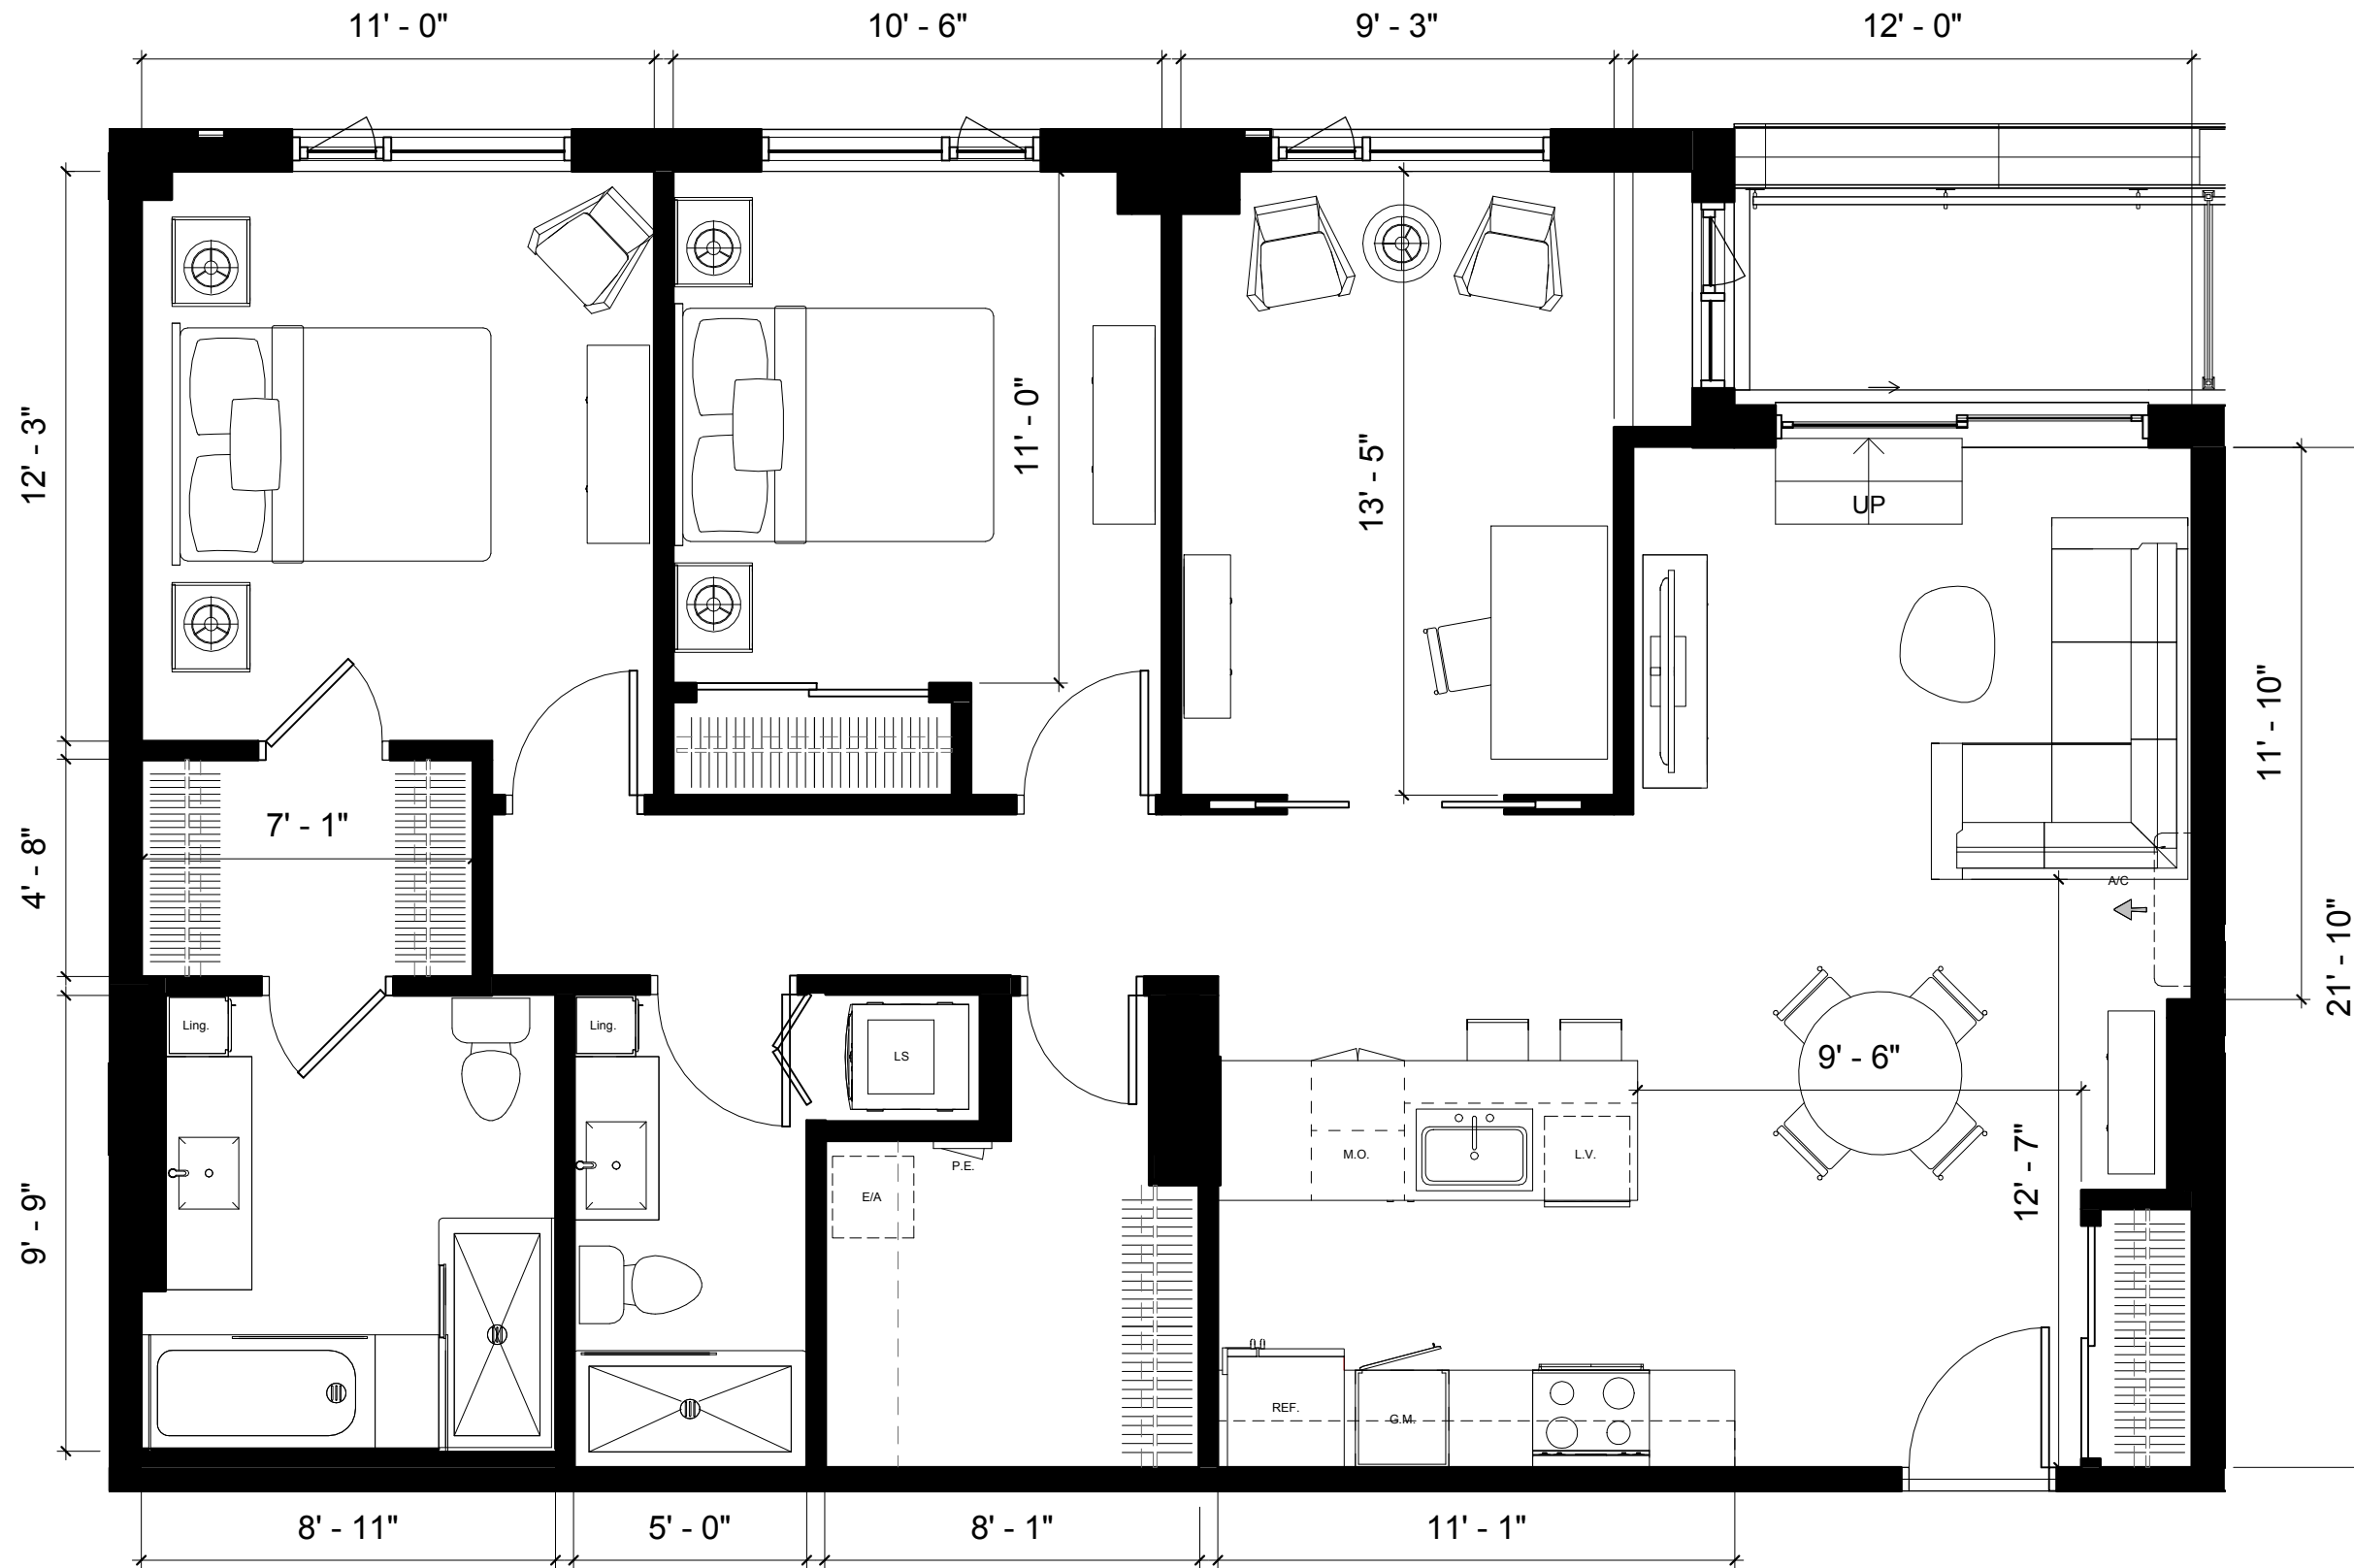 11' - 0"
10' - 6"
9' - 3"
12' - 0"
12' - 3"
11' - 0"
13' - 5"
UP
11' - 10"
7' - 1"
4' - 8"
A/C
21' - 10"
Ling.
Ling.
LS
9' - 6"
M.O.
L.V.
P.E.
E/A
12' - 7"
9' - 9"
REF.
G.M.
8' - 11"
5' - 0"
8' - 1"
11' - 1"